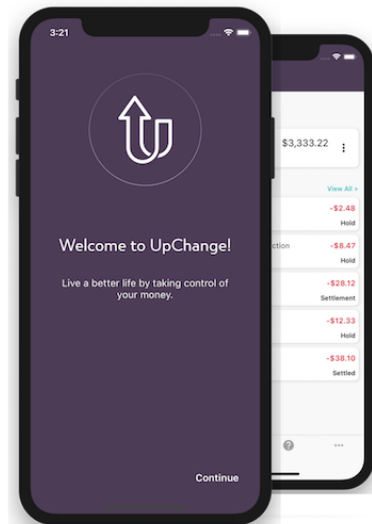 3:21
Welcome to UpChange!
Live a better life by taking control of
your money.
Continue
$3,333.22
View All >
-$2.48
Hold
ction
-$8.47
Hold
-$28.12
Settlement
-$12.33
Hold
-$38.10
Settled